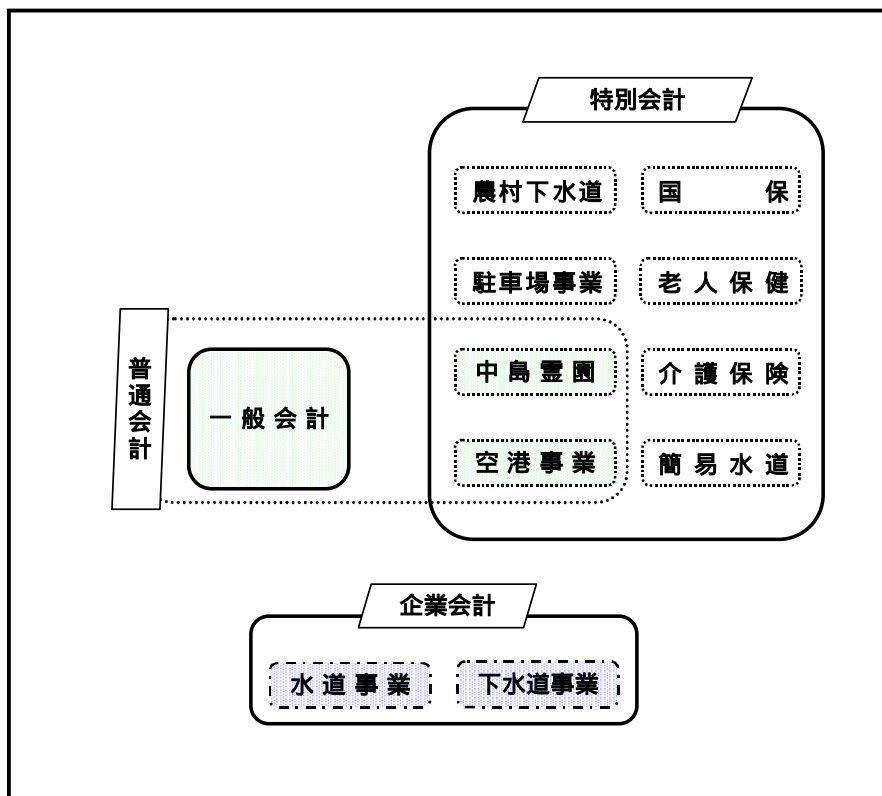 特別会計
農村下水道
国保
駐車場事業
老人保健
普通会計
一般会計
中島霊園
介護保険
空港事業
簡易水道
企業会計
水道事業
下水道事業